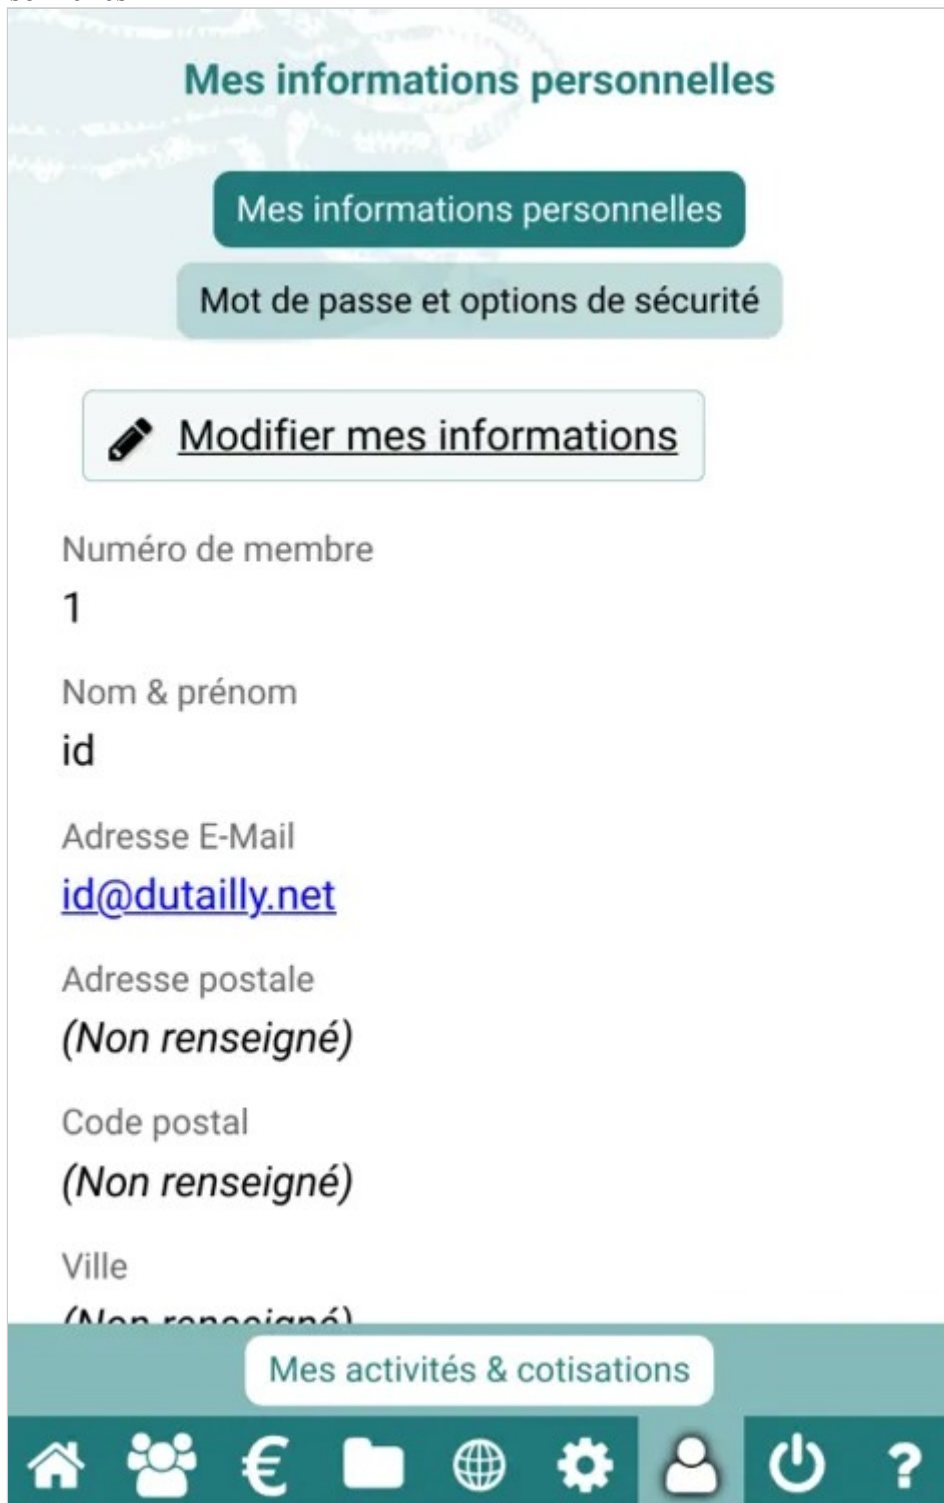 Mes informations personnelles
Mes informations personnelles
Mot de passe et options de sécurité
Modifier mes informations
Numéro de membre
1
Nom & prénom
id
Adresse E-Mail
id@dutailly.net
Adresse postale
(Non renseigné)
Code postal
(Non renseigné)
Ville
(Non renseigné)
Mes activités & cotisations
€
?